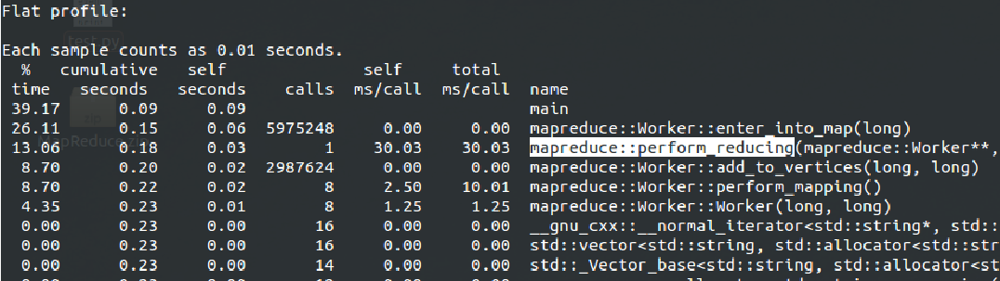 Flat profile:
test.py
Each sample counts as 0.01 seconds.
  %   cumulative   self              self     total
 time   seconds   seconds    calls  ms/call  ms/call  name
39.17      0.09     0.09                             main
26.11      0.15     0.06  5975248     0.00     0.00  mapreduce::Worker::enter_into_map(long)
zip
13.06      0.18     0.03        1    30.03    30.03  mapreduce::perform_reducing(mapreduce::Worker**,
MapReduce.zip
 8.70      0.20     0.02  2987624     0.00     0.00  mapreduce::Worker::add_to_vertices(long, long)
 8.70      0.22     0.02        8     2.50    10.01  mapreduce::Worker::perform_mapping()
 4.35      0.23     0.01        8     1.25     1.25  mapreduce::Worker::Worker(long, long)
 0.00      0.23     0.00       16     0.00     0.00  __gnu_cxx::__normal_iterator<std::string*, std::
 0.00      0.23     0.00       16     0.00     0.00  std::vector<std::string, std::allocator<std::str
 0.00      0.23     0.00       14     0.00     0.00  std::_Vector_base<std::string, std::allocator<st